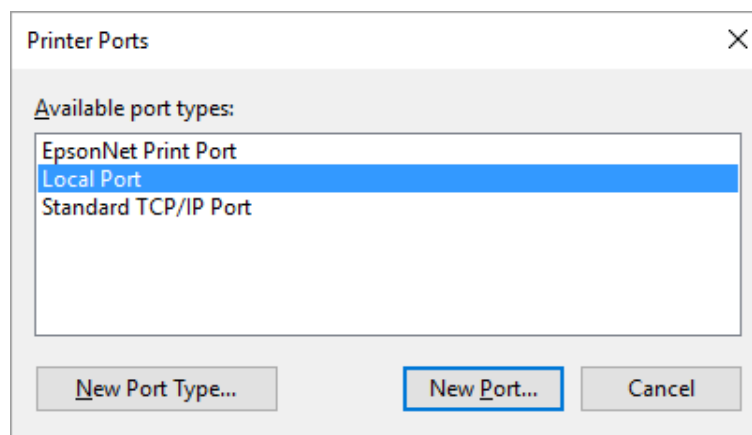 Printer Ports
Available port types:
EpsonNet Print Port
Local Port
Standard TCP/IP Port
New Port Type...
New Port...
Cancel